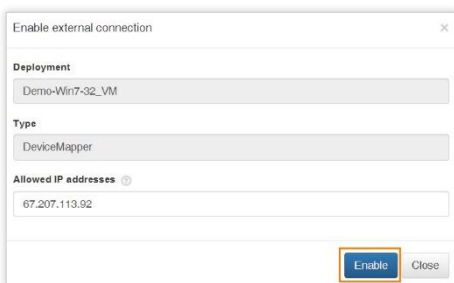 Enable external connection ×
Deployment
Demo-Win7-32_VM
Type
DeviceMapper
Allowed IP addresses ?
67.207.113.92
Enable Close